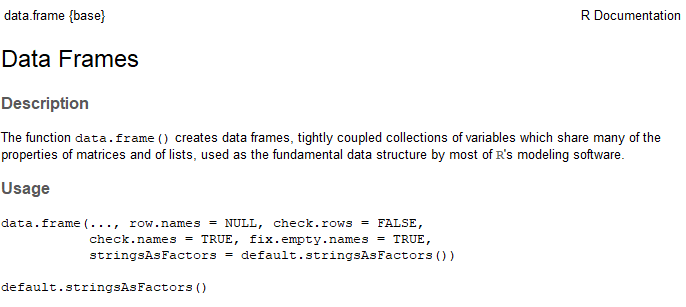 data.frame {base} R Documentation
Data Frames
Description
The function data.frame() creates data frames, tightly coupled collections of variables which share many of the
properties of matrices and of lists, used as the fundamental data structure by most of R's modeling software.
Usage
data.frame(..., row.names = NULL, check.rows = FALSE,
           check.names = TRUE, fix.empty.names = TRUE,
           stringsAsFactors = default.stringsAsFactors())
default.stringsAsFactors()